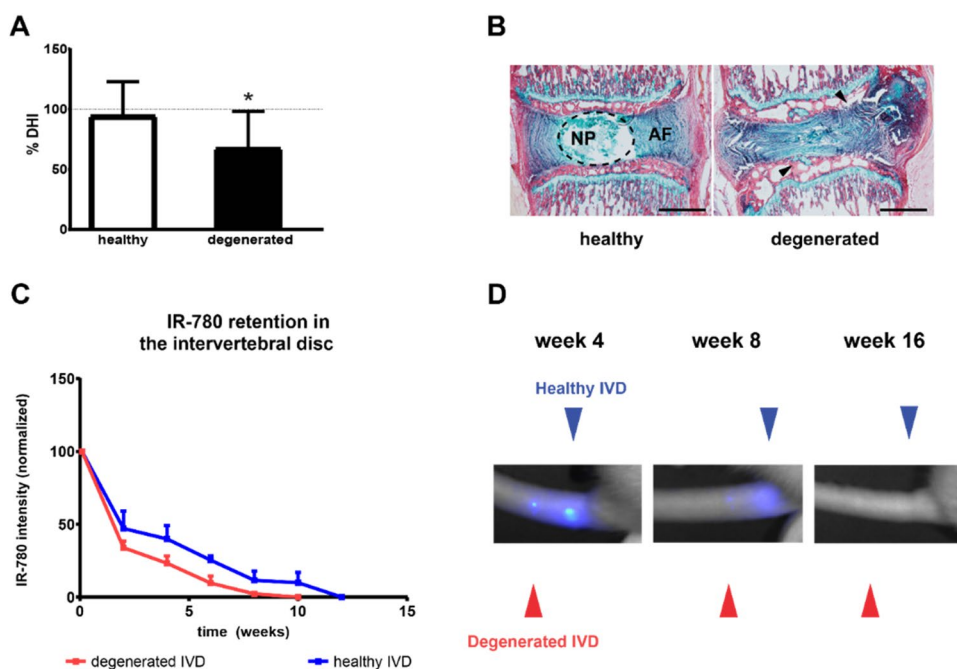 A
150
100
50
0
% DHI
*
healthy
degenerated
B
NP
AF
healthy
degenerated
C
IR-780 retention in
the intervertebral disc
150
100
50
0
IR-780 intensity (normalized)
0
5
10
15
time (weeks)
degenerated IVD
healthy IVD
D
week 4
week 8
week 16
Healthy IVD
Degenerated IVD